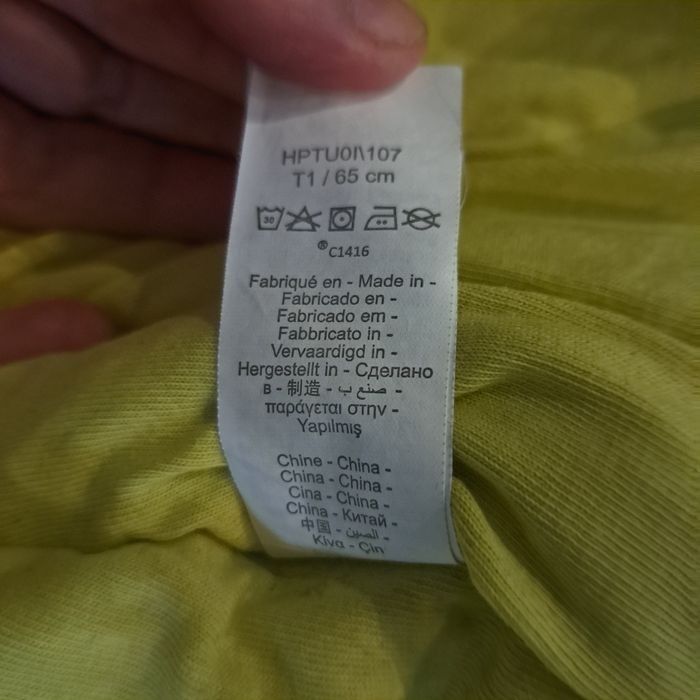 HPTU0I\107
T1 / 65 cm
30
®C1416
Fabriqué en - Made in -
Fabricado en -
Fabricado em -
Fabbricato in -
Vervaardigd in -
Hergestellt in - Сделано
в - 制造 - صنع ب -
παράγεται στην -
Yapılmış
Chine - China -
China - China -
Cina - China -
China - Китай -
中国 - الصين -
Kίνα - Çin